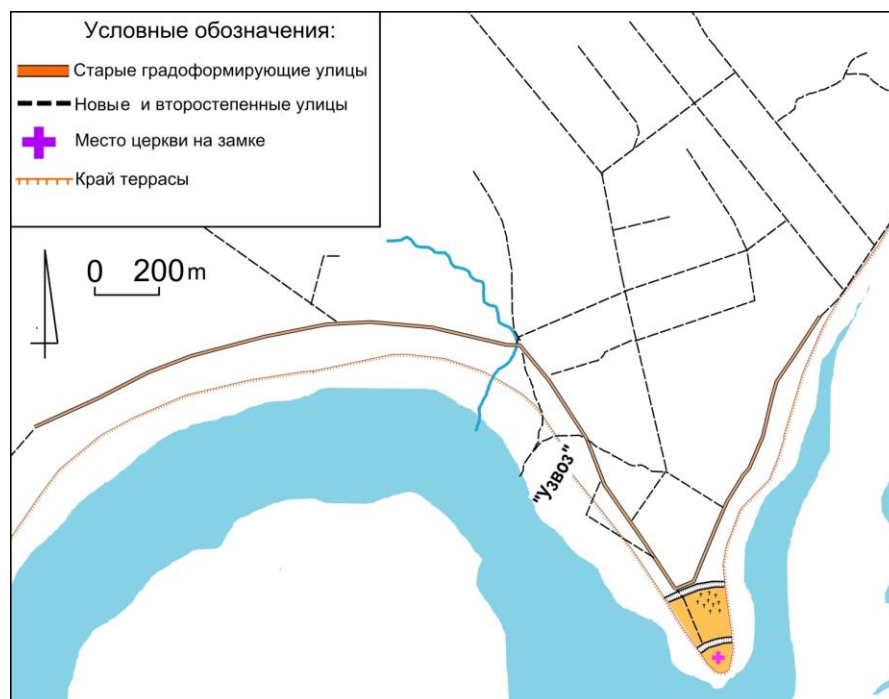 Условные обозначения:
Старые градоформирующие улицы
Новые и второстепенные улицы
Место церкви на замке
Край террасы
0 200 m
"Узвоз"